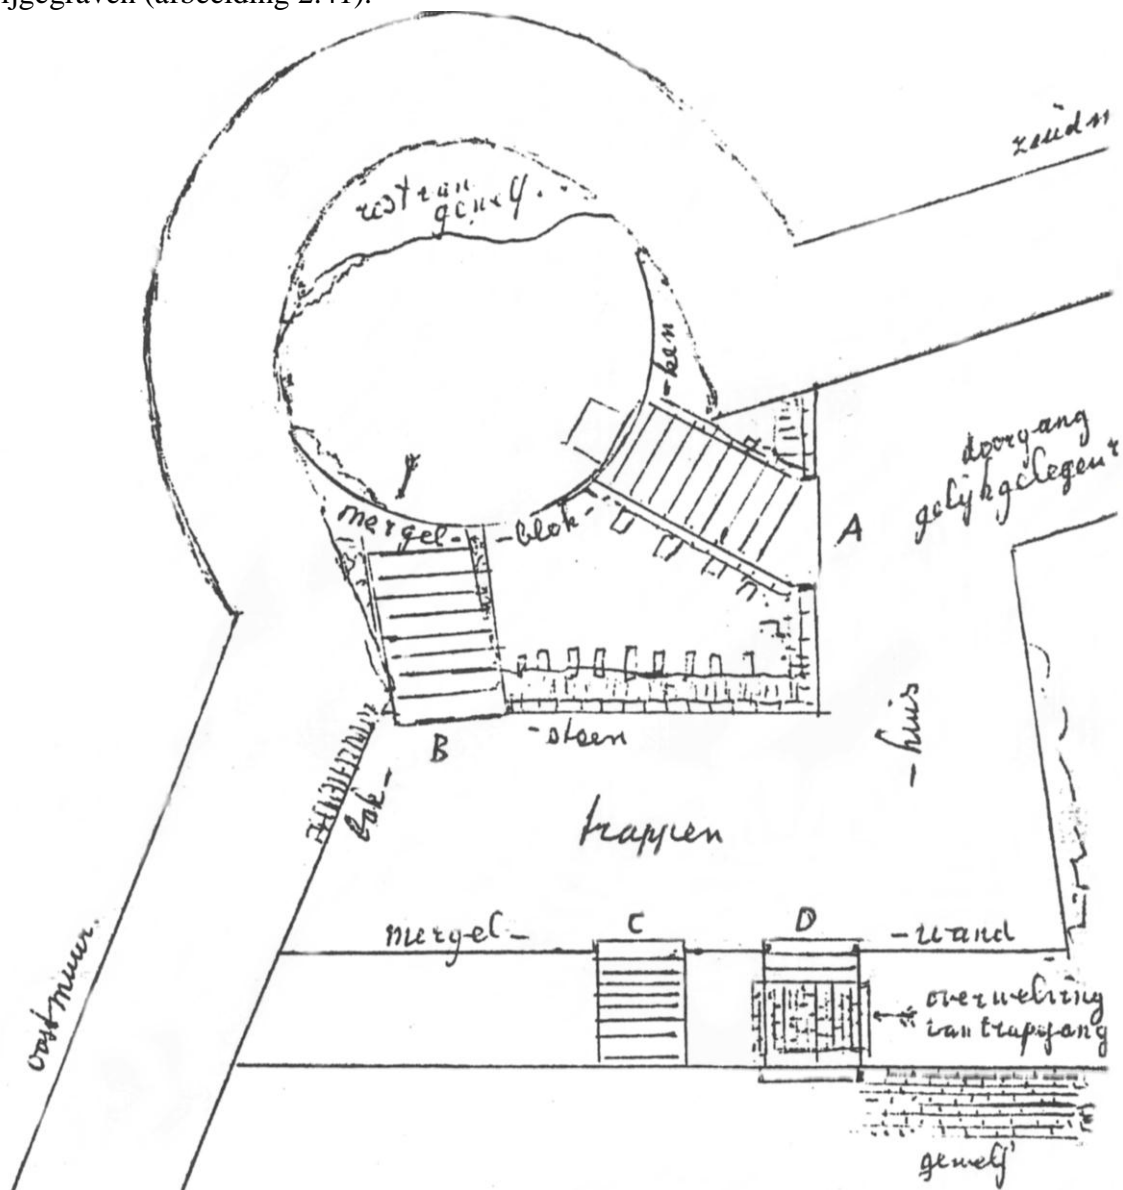 ijgegraven (afbeelding 2.41).
zuidm
rest van
gewelf.
- ken
doorgang
gelijkgelegen
A
mergel-
-blok-
B
-steen
-huis
bak-
trappen
mergel-
C
D
-wand
oostmuur.
overwelving
van trapgang
gewelf